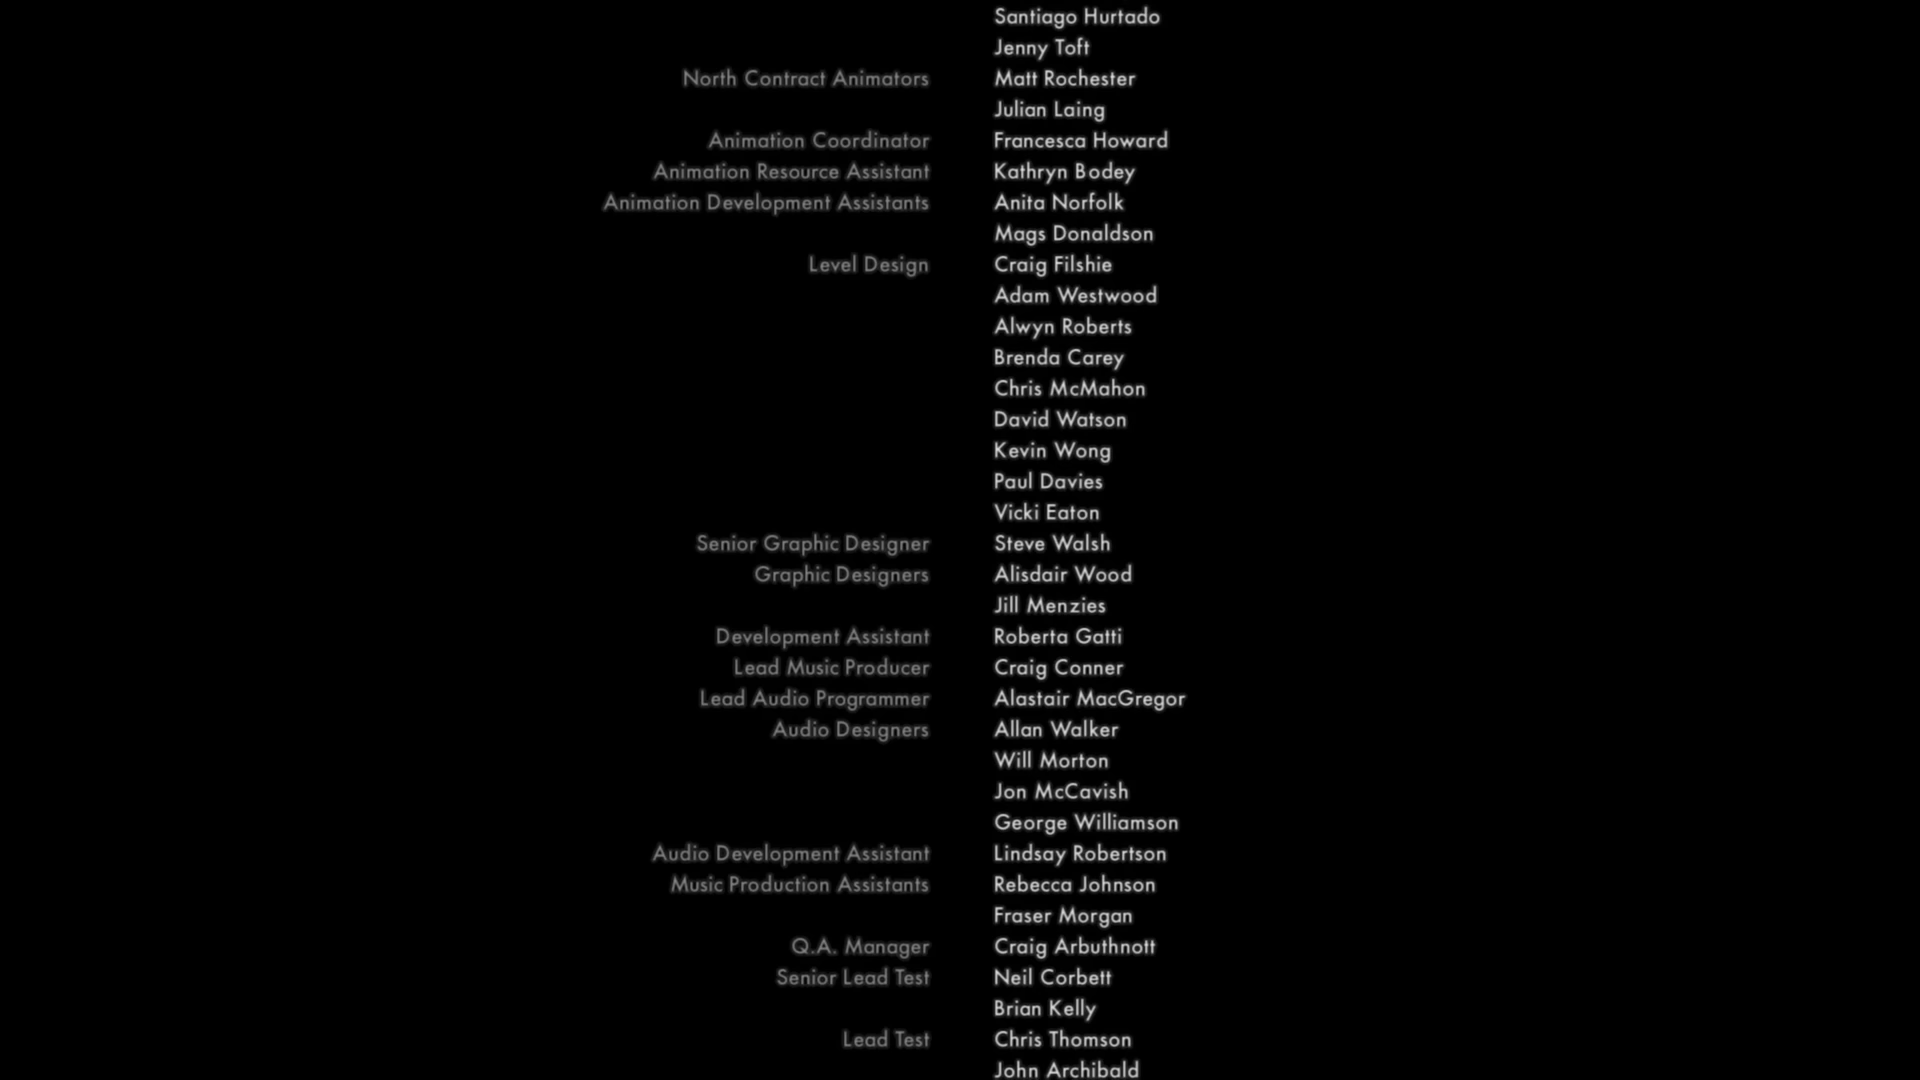 Santiago Hurtado
Jenny Toft
North Contract Animators Matt Rochester
Julian Laing
Animation Coordinator Francesca Howard
Animation Resource Assistant Kathryn Bodey
Animation Development Assistants Anita Norfolk
Mags Donaldson
Level Design Craig Filshie
Adam Westwood
Alwyn Roberts
Brenda Carey
Chris McMahon
David Watson
Kevin Wong
Paul Davies
Vicki Eaton
Senior Graphic Designer Steve Walsh
Graphic Designers Alisdair Wood
Jill Menzies
Development Assistant Roberta Gatti
Lead Music Producer Craig Conner
Lead Audio Programmer Alastair MacGregor
Audio Designers Allan Walker
Will Morton
Jon McCavish
George Williamson
Audio Development Assistant Lindsay Robertson
Music Production Assistants Rebecca Johnson
Fraser Morgan
Q.A. Manager Craig Arbuthnott
Senior Lead Test Neil Corbett
Brian Kelly
Lead Test Chris Thomson
John Archibald